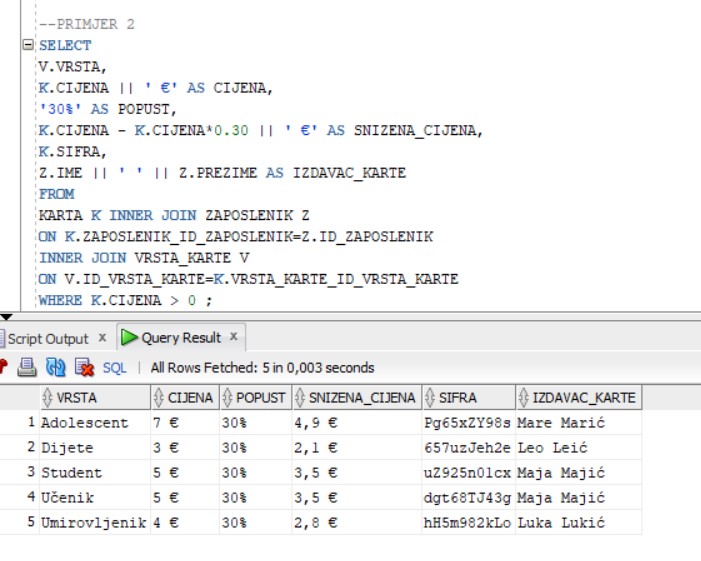 --PRIMJER 2
SELECT
V.VRSTA,
K.CIJENA || ' €' AS CIJENA,
'30%' AS POPUST,
K.CIJENA - K.CIJENA*0.30 || ' €' AS SNIZENA_CIJENA,
K.SIFRA,
Z.IME || ' ' || Z.PREZIME AS IZDAVAC_KARTE
FROM
KARTA K INNER JOIN ZAPOSLENIK Z
ON K.ZAPOSLENIK_ID_ZAPOSLENIK=Z.ID_ZAPOSLENIK
INNER JOIN VRSTA_KARTE V
ON V.ID_VRSTA_KARTE=K.VRSTA_KARTE_ID_VRSTA_KARTE
WHERE K.CIJENA > 0 ;
Script Output x Query Result x
SQL | All Rows Fetched: 5 in 0,003 seconds
VRSTA CIJENA POPUST SNIZENA_CIJENA SIFRA IZDAVAC_KARTE
1 Adolescent 7 € 30% 4,9 € Pg65xZY98s Mare Marić
2 Dijete 3 € 30% 2,1 € 657uzJeh2e Leo Leić
3 Student 5 € 30% 3,5 € uZ925n01cx Maja Majić
4 Učenik 5 € 30% 3,5 € dgt68TJ43g Maja Majić
5 Umirovljenik 4 € 30% 2,8 € hH5m982kLo Luka Lukić